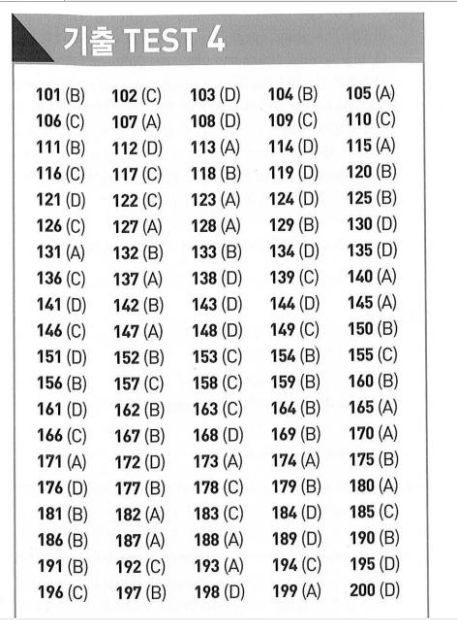 기출 TEST 4
101 (B) 102 (C) 103 (D) 104 (B) 105 (A)
106 (C) 107 (A) 108 (D) 109 (C) 110 (C)
111 (B) 112 (D) 113 (A) 114 (D) 115 (A)
116 (C) 117 (C) 118 (B) 119 (D) 120 (B)
121 (D) 122 (C) 123 (A) 124 (D) 125 (B)
126 (C) 127 (A) 128 (A) 129 (B) 130 (D)
131 (A) 132 (B) 133 (B) 134 (D) 135 (D)
136 (C) 137 (A) 138 (D) 139 (C) 140 (A)
141 (D) 142 (B) 143 (D) 144 (D) 145 (A)
146 (C) 147 (A) 148 (D) 149 (C) 150 (B)
151 (D) 152 (B) 153 (C) 154 (B) 155 (C)
156 (B) 157 (C) 158 (C) 159 (B) 160 (B)
161 (D) 162 (B) 163 (C) 164 (B) 165 (A)
166 (C) 167 (B) 168 (D) 169 (B) 170 (A)
171 (A) 172 (D) 173 (A) 174 (A) 175 (B)
176 (D) 177 (B) 178 (C) 179 (B) 180 (A)
181 (B) 182 (A) 183 (C) 184 (D) 185 (C)
186 (B) 187 (A) 188 (A) 189 (D) 190 (B)
191 (B) 192 (C) 193 (A) 194 (C) 195 (D)
196 (C) 197 (B) 198 (D) 199 (A) 200 (D)